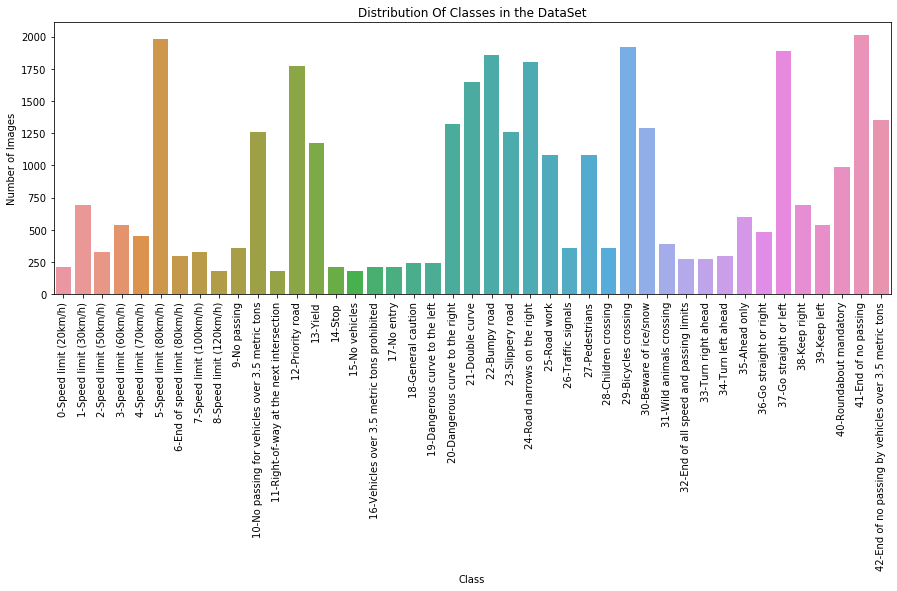 Distribution Of Classes in the DataSet
Number of Images
2000
1750
1500
1250
1000
750
500
250
0
0-Speed limit (20km/h)
1-Speed limit (30km/h)
2-Speed limit (50km/h)
3-Speed limit (60km/h)
4-Speed limit (70km/h)
5-Speed limit (80km/h)
6-End of speed limit (80km/h)
7-Speed limit (100km/h)
8-Speed limit (120km/h)
9-No passing
10-No passing for vehicles over 3.5 metric tons
11-Right-of-way at the next intersection
12-Priority road
13-Yield
14-Stop
15-No vehicles
16-Vehicles over 3.5 metric tons prohibited
17-No entry
18-General caution
19-Dangerous curve to the left
20-Dangerous curve to the right
21-Double curve
22-Bumpy road
23-Slippery road
24-Road narrows on the right
25-Road work
26-Traffic signals
27-Pedestrians
28-Children crossing
29-Bicycles crossing
30-Beware of ice/snow
31-Wild animals crossing
32-End of all speed and passing limits
33-Turn right ahead
34-Turn left ahead
35-Ahead only
36-Go straight or right
37-Go straight or left
38-Keep right
39-Keep left
40-Roundabout mandatory
41-End of no passing
42-End of no passing by vehicles over 3.5 metric tons
Class